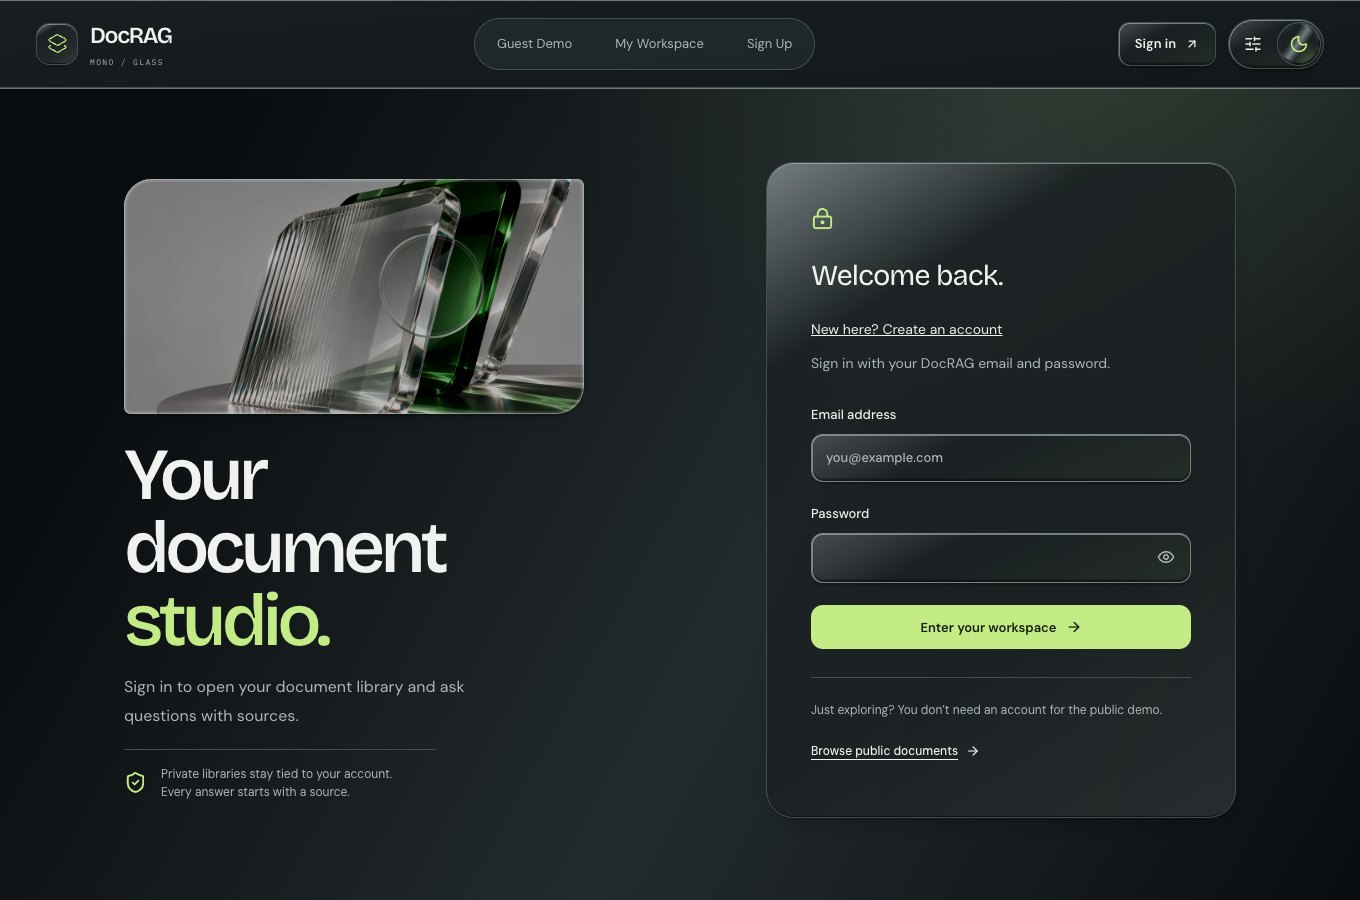 DocRAG
MONO / GLASS
Guest Demo
My Workspace
Sign Up
Sign in
Your
document
studio.
Sign in to open your document library and ask
questions with sources.
Private libraries stay tied to your account.
Every answer starts with a source.
Welcome back.
New here? Create an account
Sign in with your DocRAG email and password.
Email address
you@example.com
Password
Enter your workspace
Just exploring? You don’t need an account for the public demo.
Browse public documents